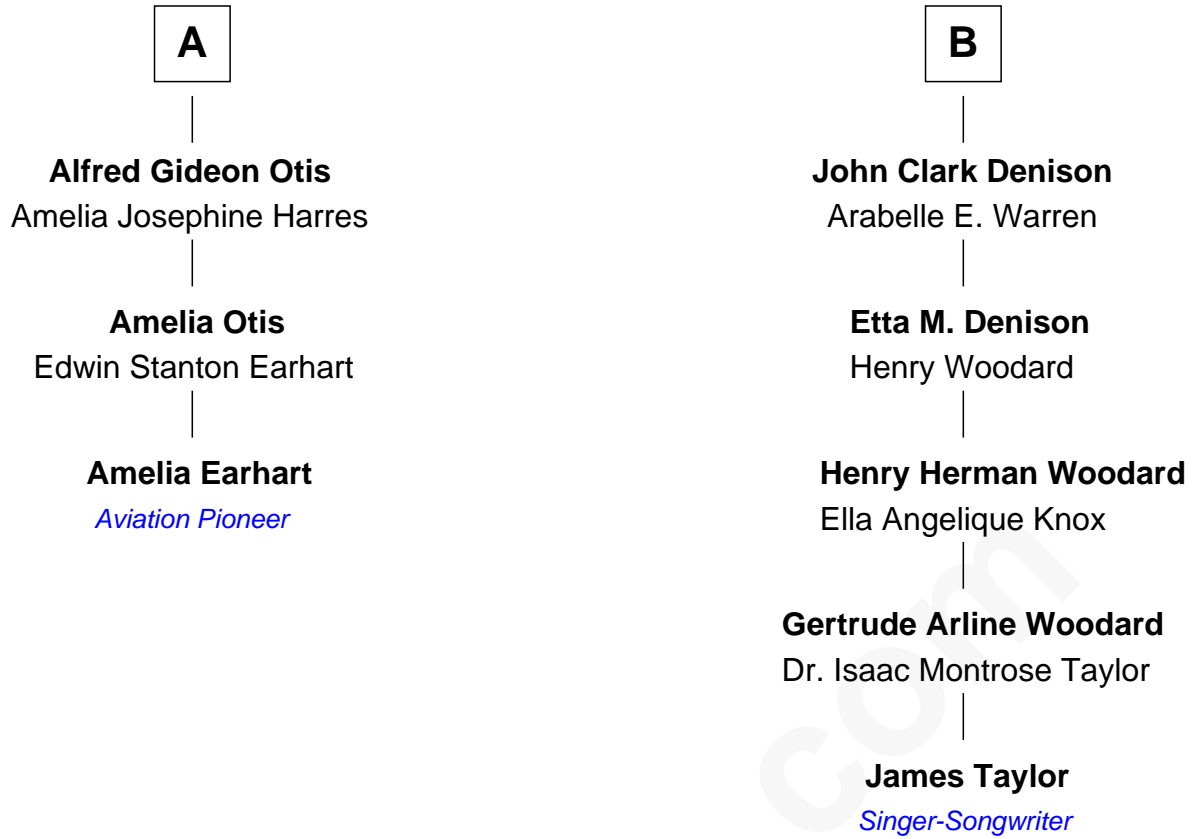 A
Alfred Gideon Otis
Amelia Josephine Harres
Amelia Otis
Edwin Stanton Earhart
Amelia Earhart
Aviation Pioneer
B
John Clark Denison
Arabelle E. Warren
Etta M. Denison
Henry Woodard
Henry Herman Woodard
Ella Angelique Knox
Gertrude Arline Woodard
Dr. Isaac Montrose Taylor
James Taylor
Singer-Songwriter
com